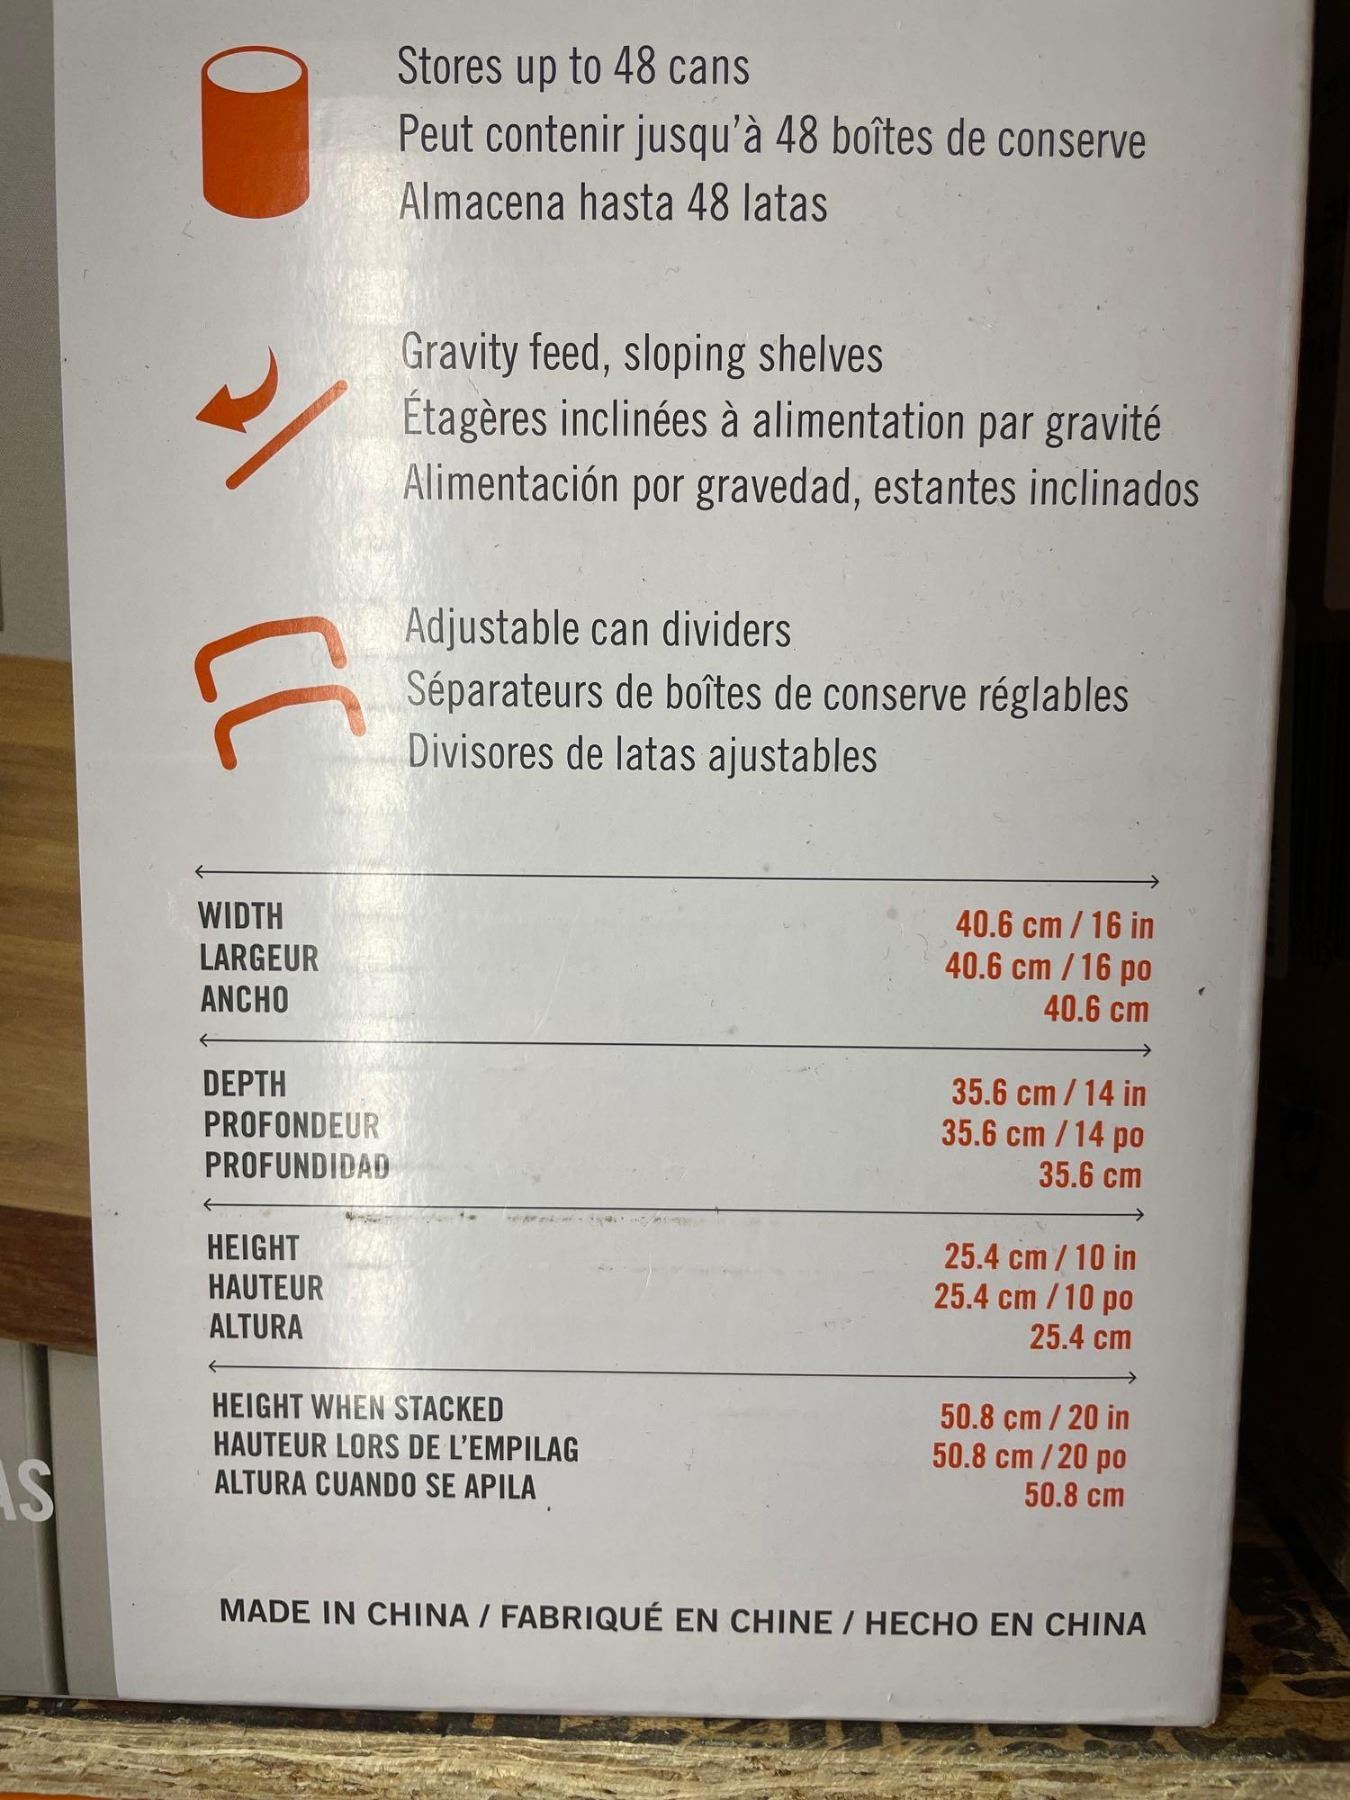 Stores up to 48 cans
Peut contenir jusqu'à 48 boîtes de conserve
Almacena hasta 48 latas
Gravity feed, sloping shelves
Étagères inclinées à alimentation par gravité
Alimentación por gravedad, estantes inclinados
Adjustable can dividers
Séparateurs de boîtes de conserve réglables
Divisores de latas ajustables
WIDTH 40.6 cm / 16 in
LARGEUR 40.6 cm / 16 po
ANCHO 40.6 cm
DEPTH 35.6 cm / 14 in
PROFONDEUR 35.6 cm / 14 po
PROFUNDIDAD 35.6 cm
HEIGHT 25.4 cm / 10 in
HAUTEUR 25.4 cm / 10 po
ALTURA 25.4 cm
HEIGHT WHEN STACKED 50.8 cm / 20 in
HAUTEUR LORS DE L'EMPILAG 50.8 cm / 20 po
ALTURA CUANDO SE APILA 50.8 cm
AS
MADE IN CHINA / FABRIQUÉ EN CHINE / HECHO EN CHINA